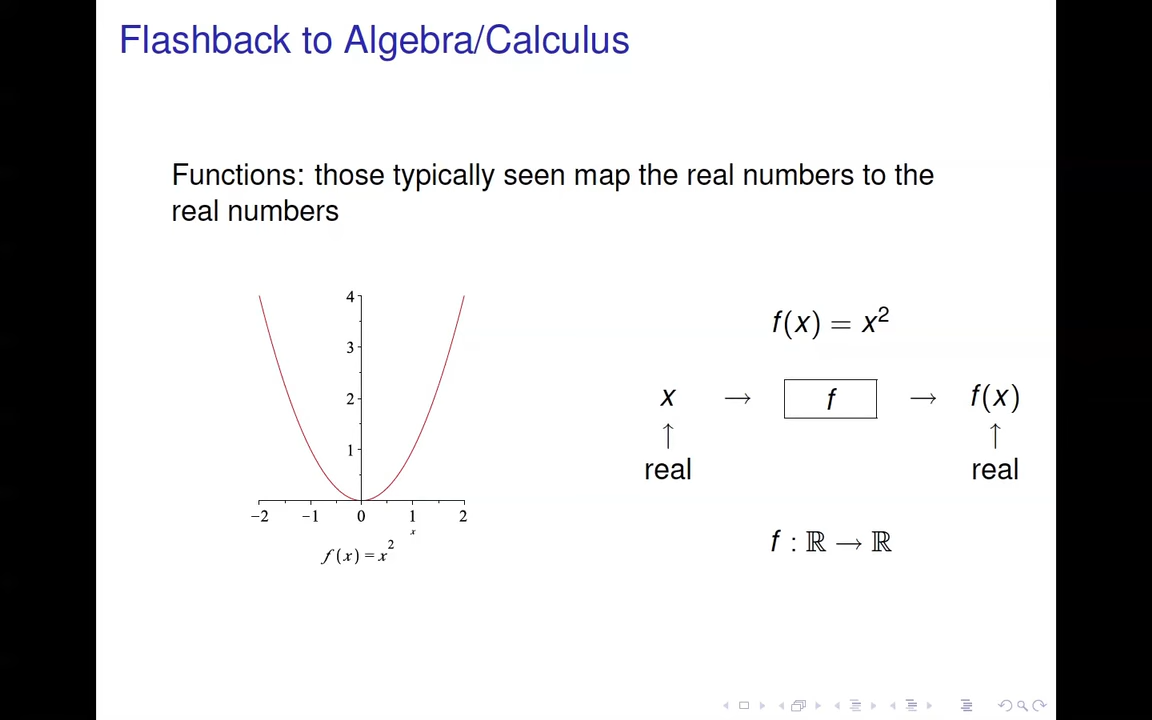 Flashback to Algebra/Calculus
Functions: those typically seen map the real numbers to the
real numbers
4
3
2
1
−2 −1 0 1 2
x
f (x) = x²
f(x) = x²
x → f → f(x)
↑ ↑
real real
f : ℝ → ℝ